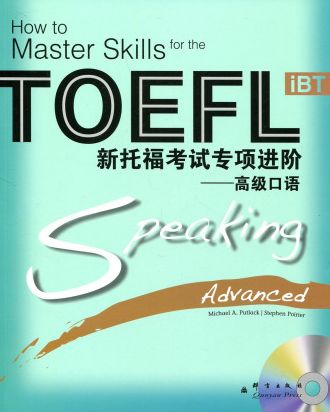 How to
Master Skills for the
TOEFL iBT
新托福考试专项进阶
——高级口语
Speaking
Advanced
Michael A. Putlack | Stephen Poirier
群言出版社
Qunyan Press